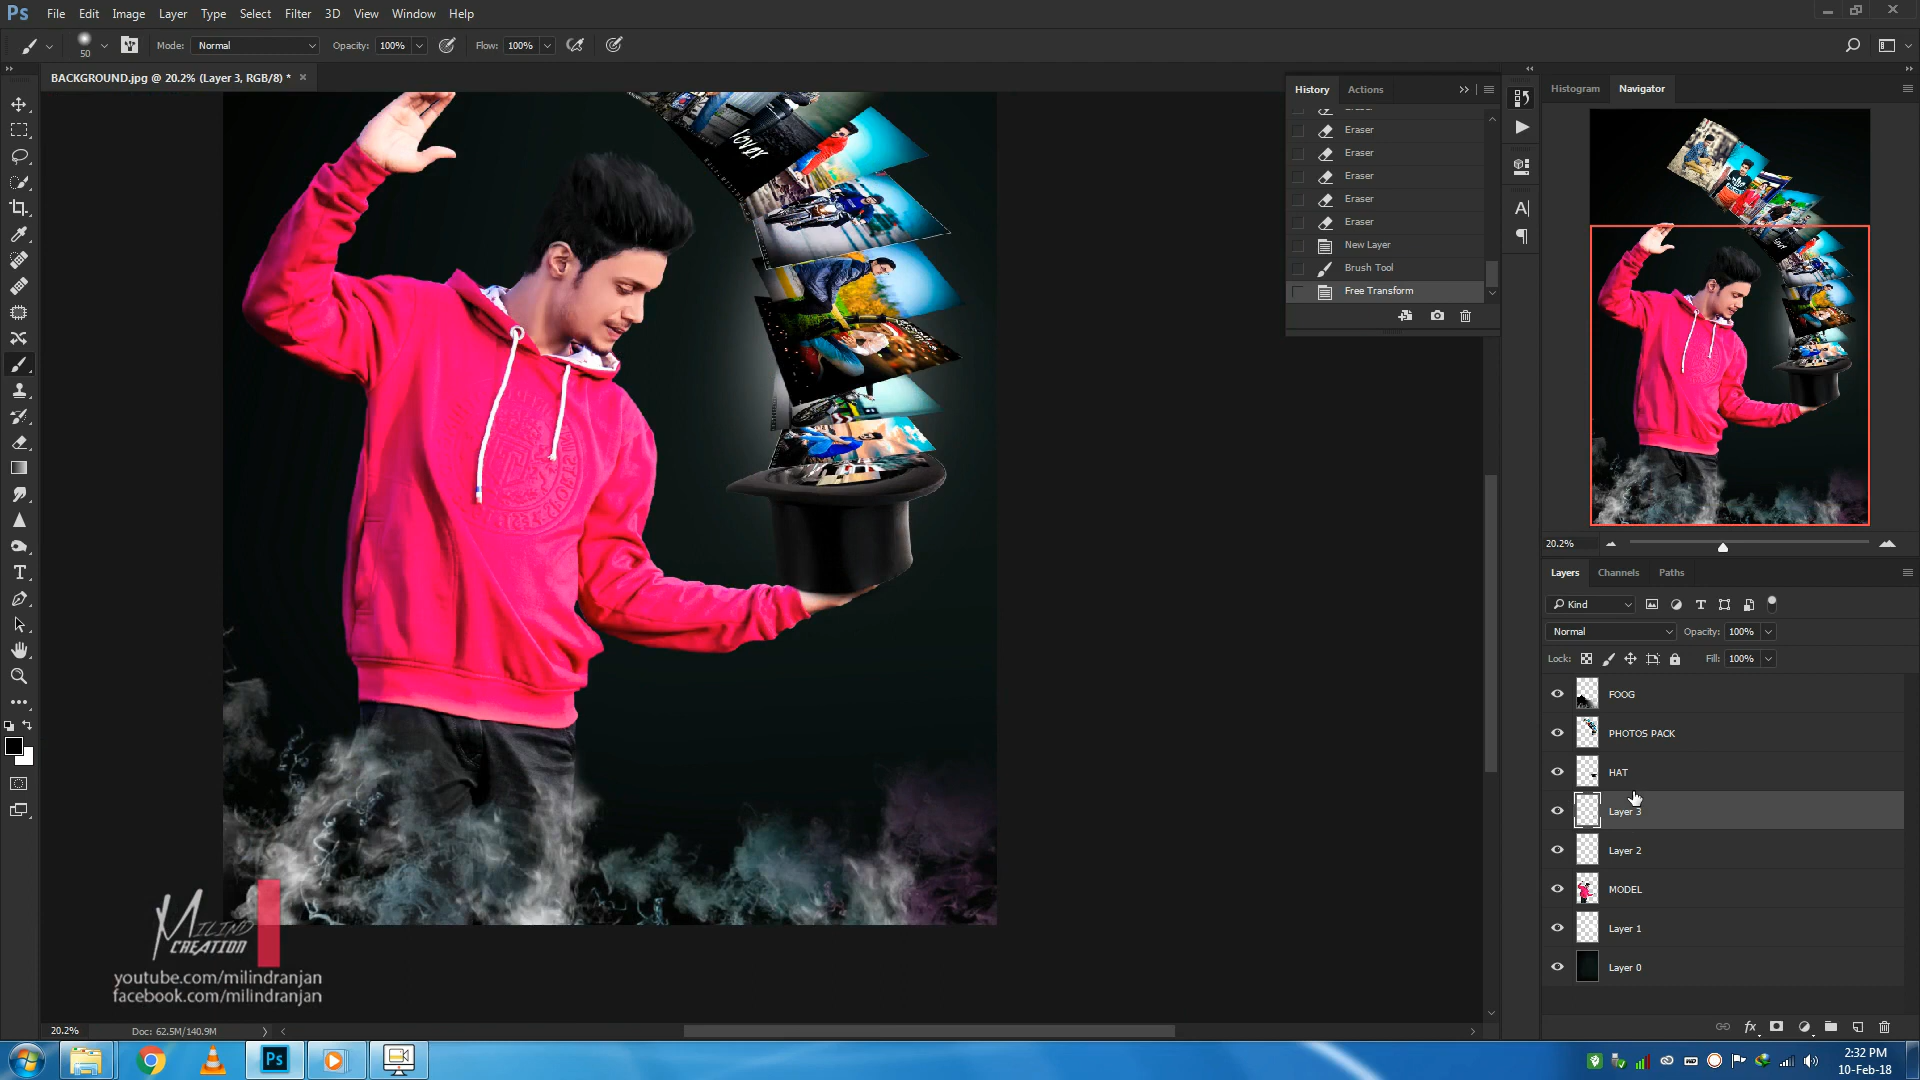 Ps File Edit Image Layer Type Select Filter 3D View Window Help
50 Mode: Normal Opacity: 100% Flow: 100%
BACKGROUND.jpg @ 20.2% (Layer 3, RGB/8) * ×
History Actions
Eraser
Eraser
Eraser
Eraser
Eraser
Eraser
New Layer
Brush Tool
Free Transform
Histogram Navigator
20.2%
Layers Channels Paths
Kind
Normal Opacity: 100%
Lock: Fill: 100%
FOOG
PHOTOS PACK
HAT
Layer 3
Layer 2
MODEL
Layer 1
Layer 0
MILIND
CREATION
youtube.com/milindranjan
facebook.com/milindranjan
20.2% Doc: 62.5M/140.9M
Ps
2:32 PM
10-Feb-18